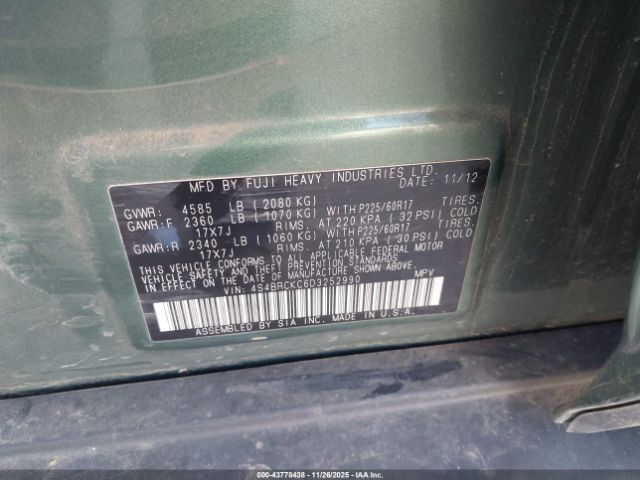 MFD BY FUJI HEAVY INDUSTRIES LTD.
DATE: 11/12
GVWR: 4585 LB ( 2080 KG)
GAWR:F 2360 LB ( 1070 KG) WITH P225/60R17 TIRES.
17X7J RIMS. AT 220 KPA ( 32 PSI) COLD
GAWR:R 2340 LB ( 1060 KG) WITH P225/60R17 TIRES.
17X7J RIMS. AT 210 KPA ( 30 PSI) COLD
THIS VEHICLE CONFORMS TO ALL APPLICABLE FEDERAL MOTOR
VEHICLE SAFETY AND THEFT PREVENTION STANDARDS
IN EFFECT ON THE DATE OF MANUFACTURE SHOWN ABOVE.
VIN: 4S4BRCKC6D3252990 MPV
ASSEMBLED BY SIA INC. MADE IN U.S.A.
000-43778438 - 11/26/2025 - COPYRIGHT IAA, LLC